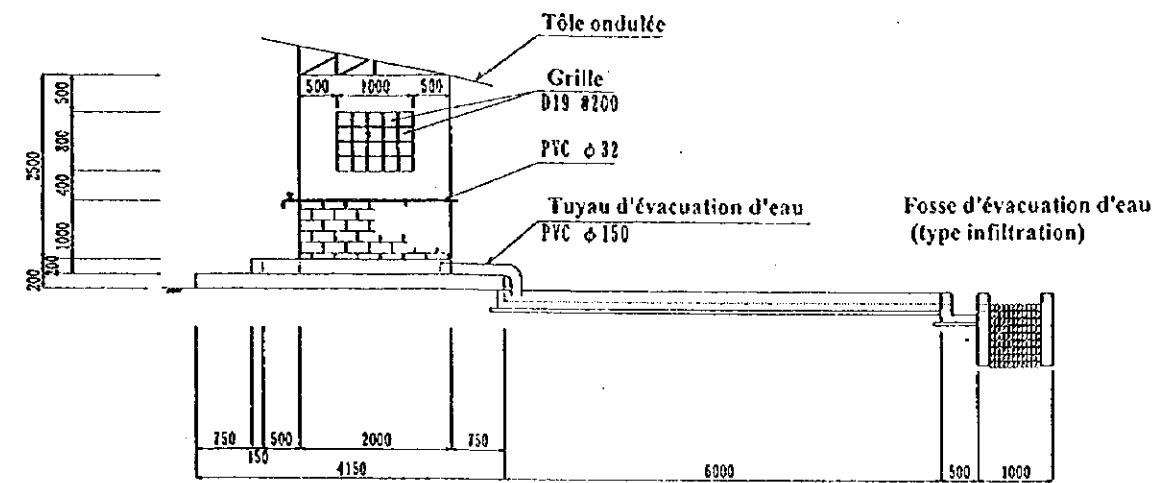 Tôle ondulée
500 1000 500
Grille
D19 @200
PVC φ 32
Tuyau d'évacuation d'eau
PVC φ 150
Fosse d'évacuation d'eau
(type infiltration)
2500
200
500
800
400
1000
200
750 150 500 2000 750
4150 6000 500 1000